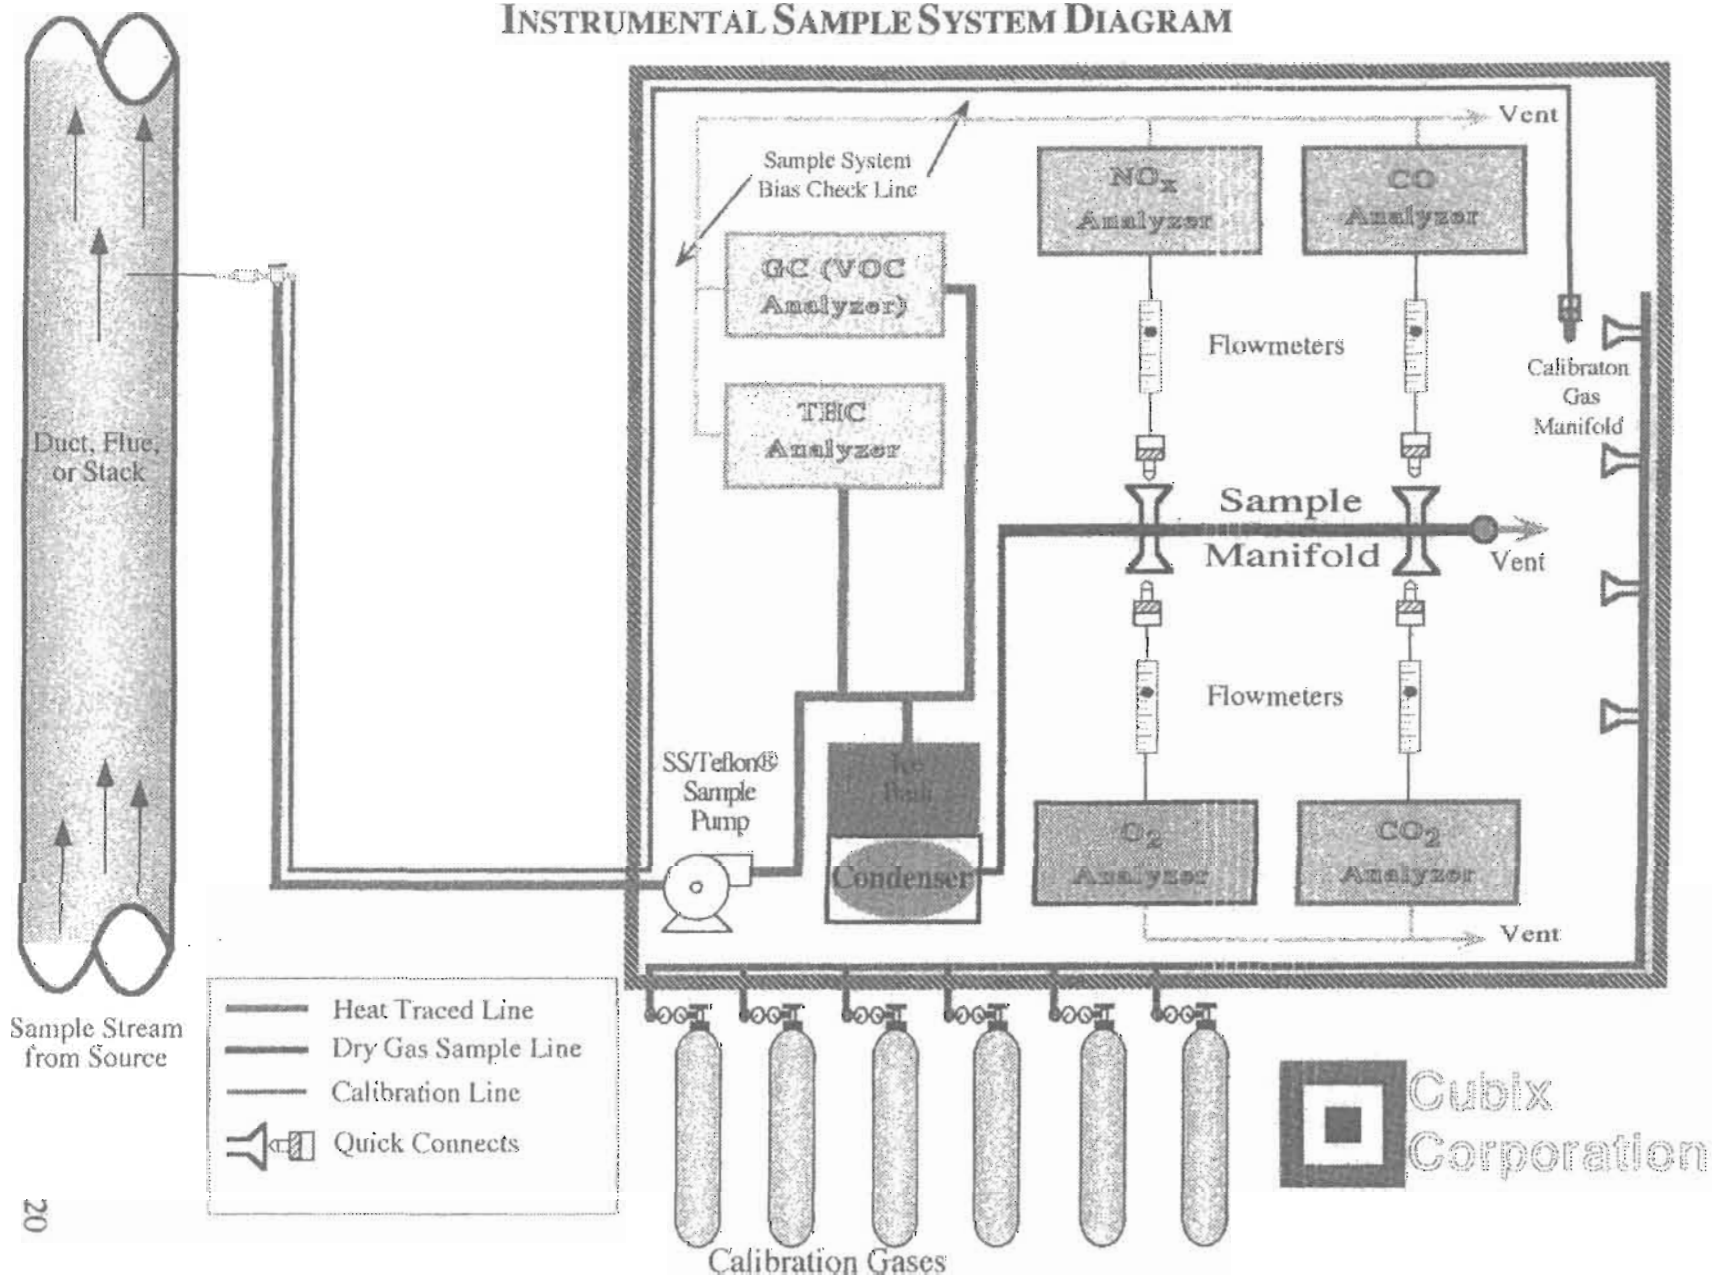 INSTRUMENTAL SAMPLE SYSTEM DIAGRAM
Vent
Sample System
Bias Check Line
NOx
Analyzer
CO
Analyzer
GC (VOC
Analyzer)
Flowmeters
Calibraton
Gas
Manifold
THC
Analyzer
Duct, Flue,
or Stack
Sample
Manifold
Vent
Flowmeters
SS/Teflon®
Sample
Pump
Ice
Bath
O2
Analyzer
CO2
Analyzer
Condenser
Vent
Sample Stream
from Source
Heat Traced Line
Dry Gas Sample Line
Calibration Line
Quick Connects
Cubix
Corporation
20
Calibration Gases